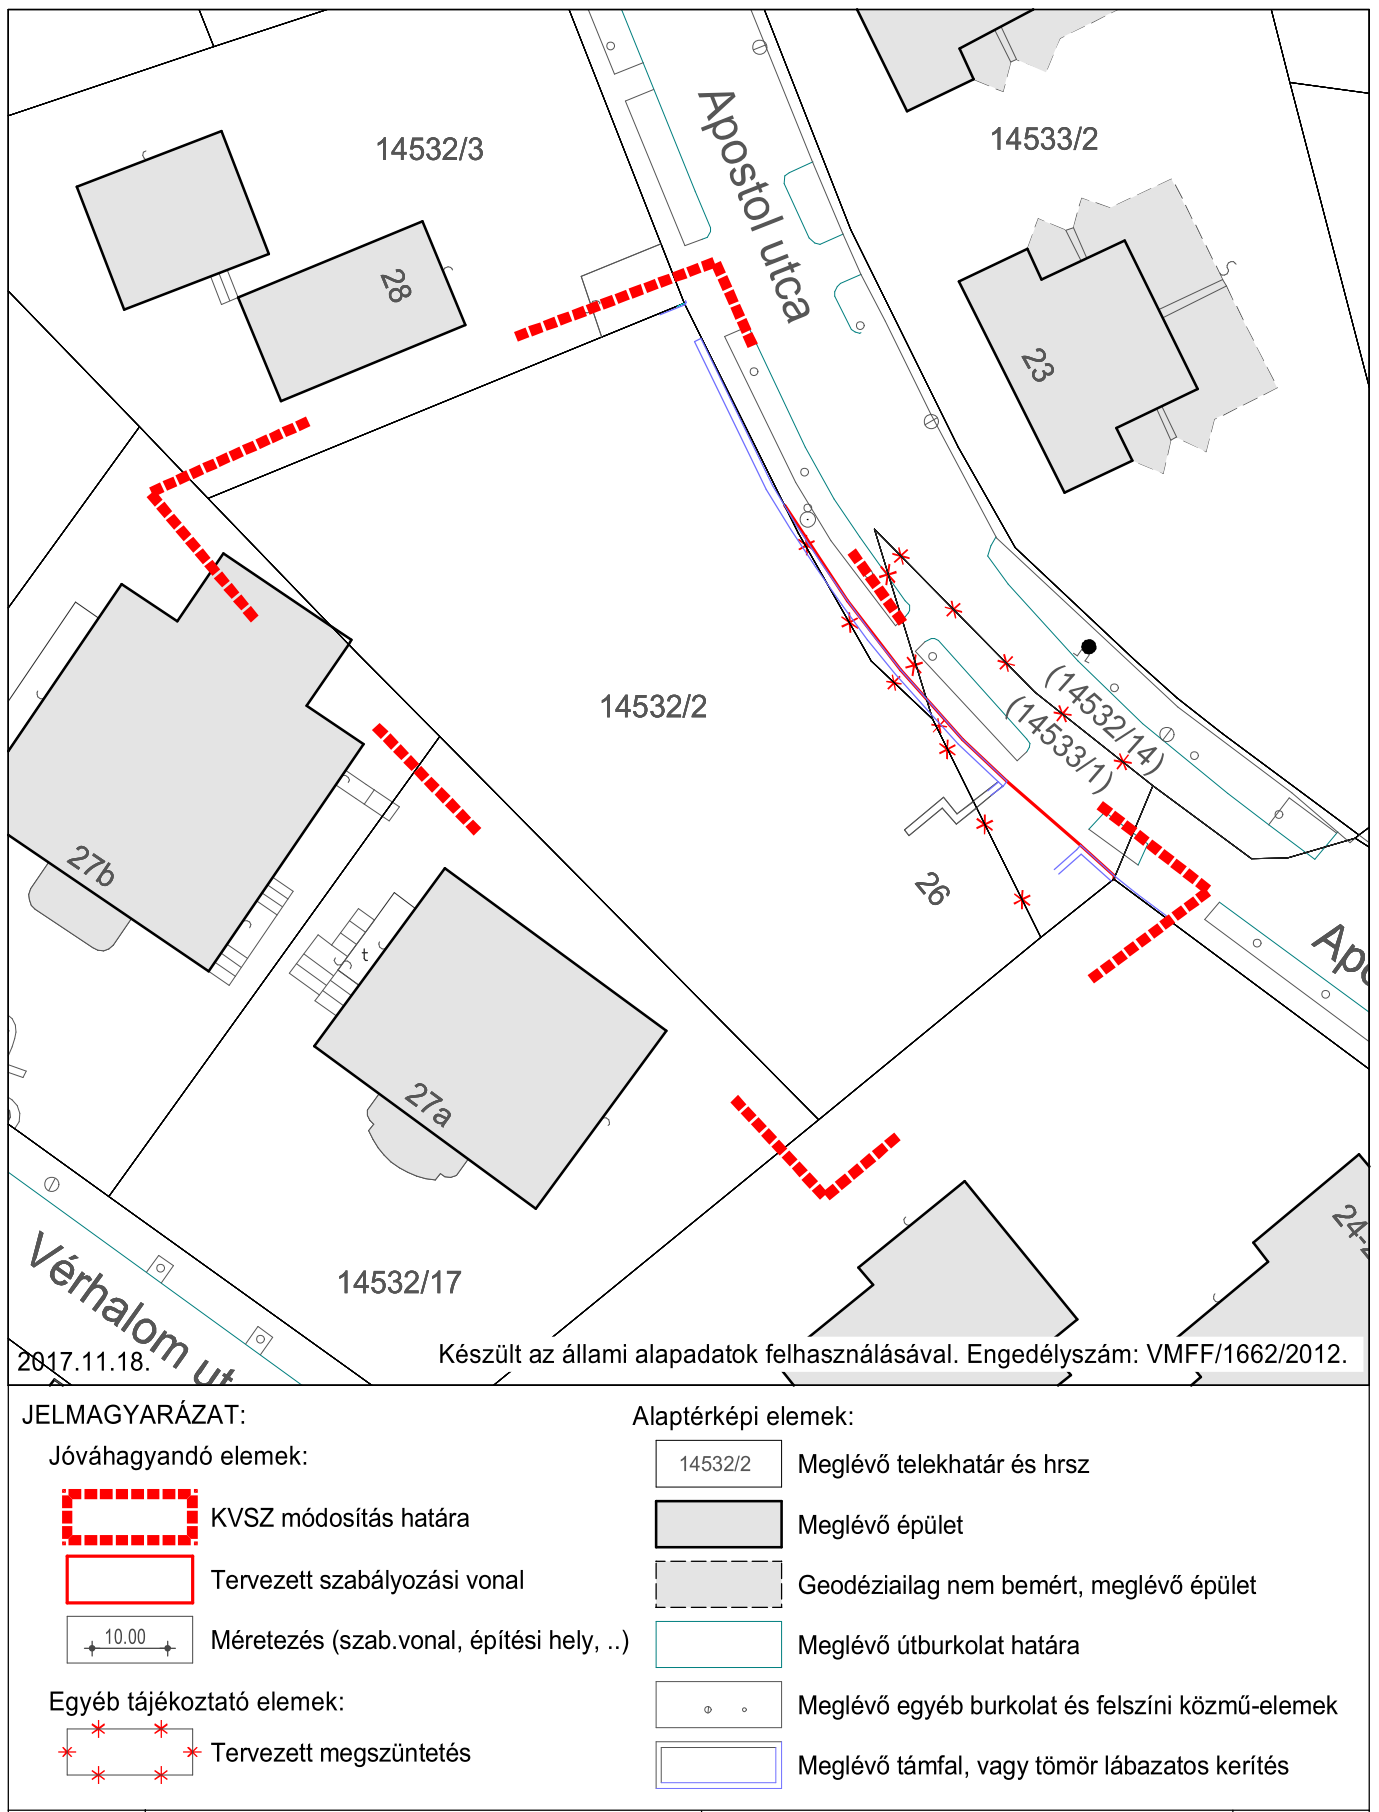 14532/3
14533/2
Apostol utca
28
23
14532/2
(14532/14)
(14533/1)
27b
26
t
27a
14532/17
Vérhalom
2017.11.18.
Készült az állami alapadatok felhasználásával. Engedélyszám: VMFF/1662/2012.
JELMAGYARÁZAT:
Jóváhagyandó elemek:
KVSZ módosítás határa
Tervezett szabályozási vonal
10.00
Méretezés (szab.vonal, építési hely, ..)
Egyéb tájékoztató elemek:
Tervezett megszüntetés
Alaptérképi elemek:
14532/2
Meglévő telekhatár és hrsz
Meglévő épület
Geodéziailag nem bemért, meglévő épület
Meglévő útburkolat határa
Meglévő egyéb burkolat és felszíni közmű-elemek
Meglévő támfal, vagy tömör lábazatos kerítés